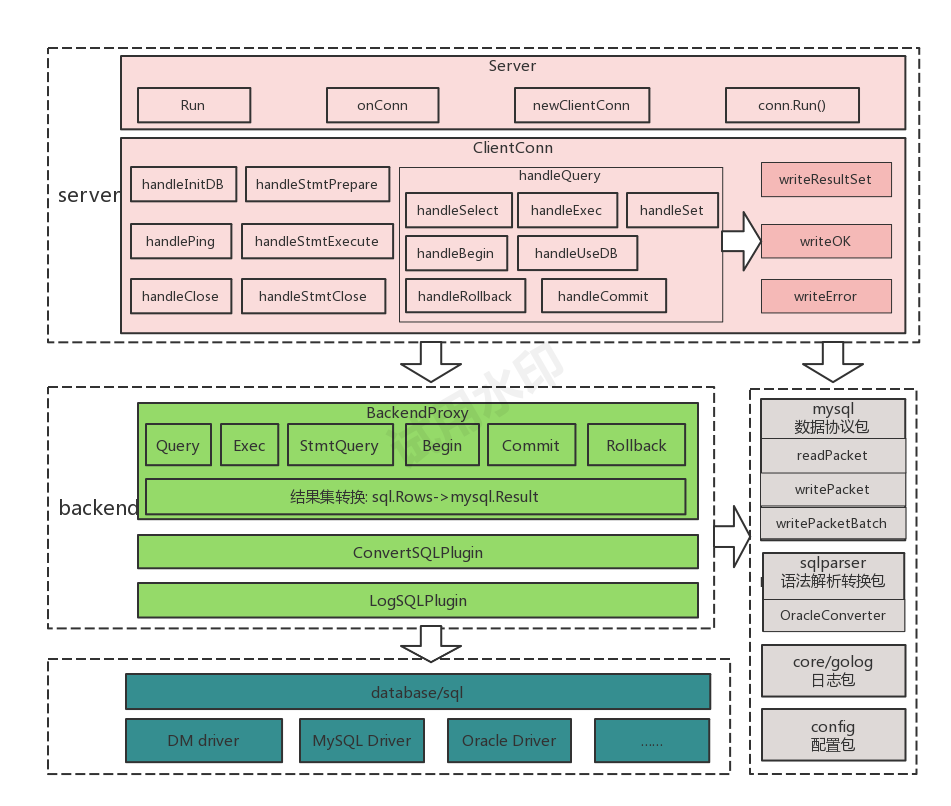 Server
Run
onConn
newClientConn
conn.Run()
server
ClientConn
handleInitDB
handleStmtPrepare
handlePing
handleStmtExecute
handleClose
handleStmtClose
handleQuery
handleSelect
handleExec
handleSet
handleBegin
handleUseDB
handleRollback
handleCommit
writeResultSet
writeOK
writeError
试用水印
backend
BackendProxy
Query
Exec
StmtQuery
Begin
Commit
Rollback
结果集转换: sql.Rows->mysql.Result
ConvertSQLPlugin
LogSQLPlugin
mysql
数据协议包
readPacket
writePacket
writePacketBatch
sqlparser
语法解析转换包
OracleConverter
core/golog
日志包
config
配置包
database/sql
DM driver
MySQL Driver
Oracle Driver
......